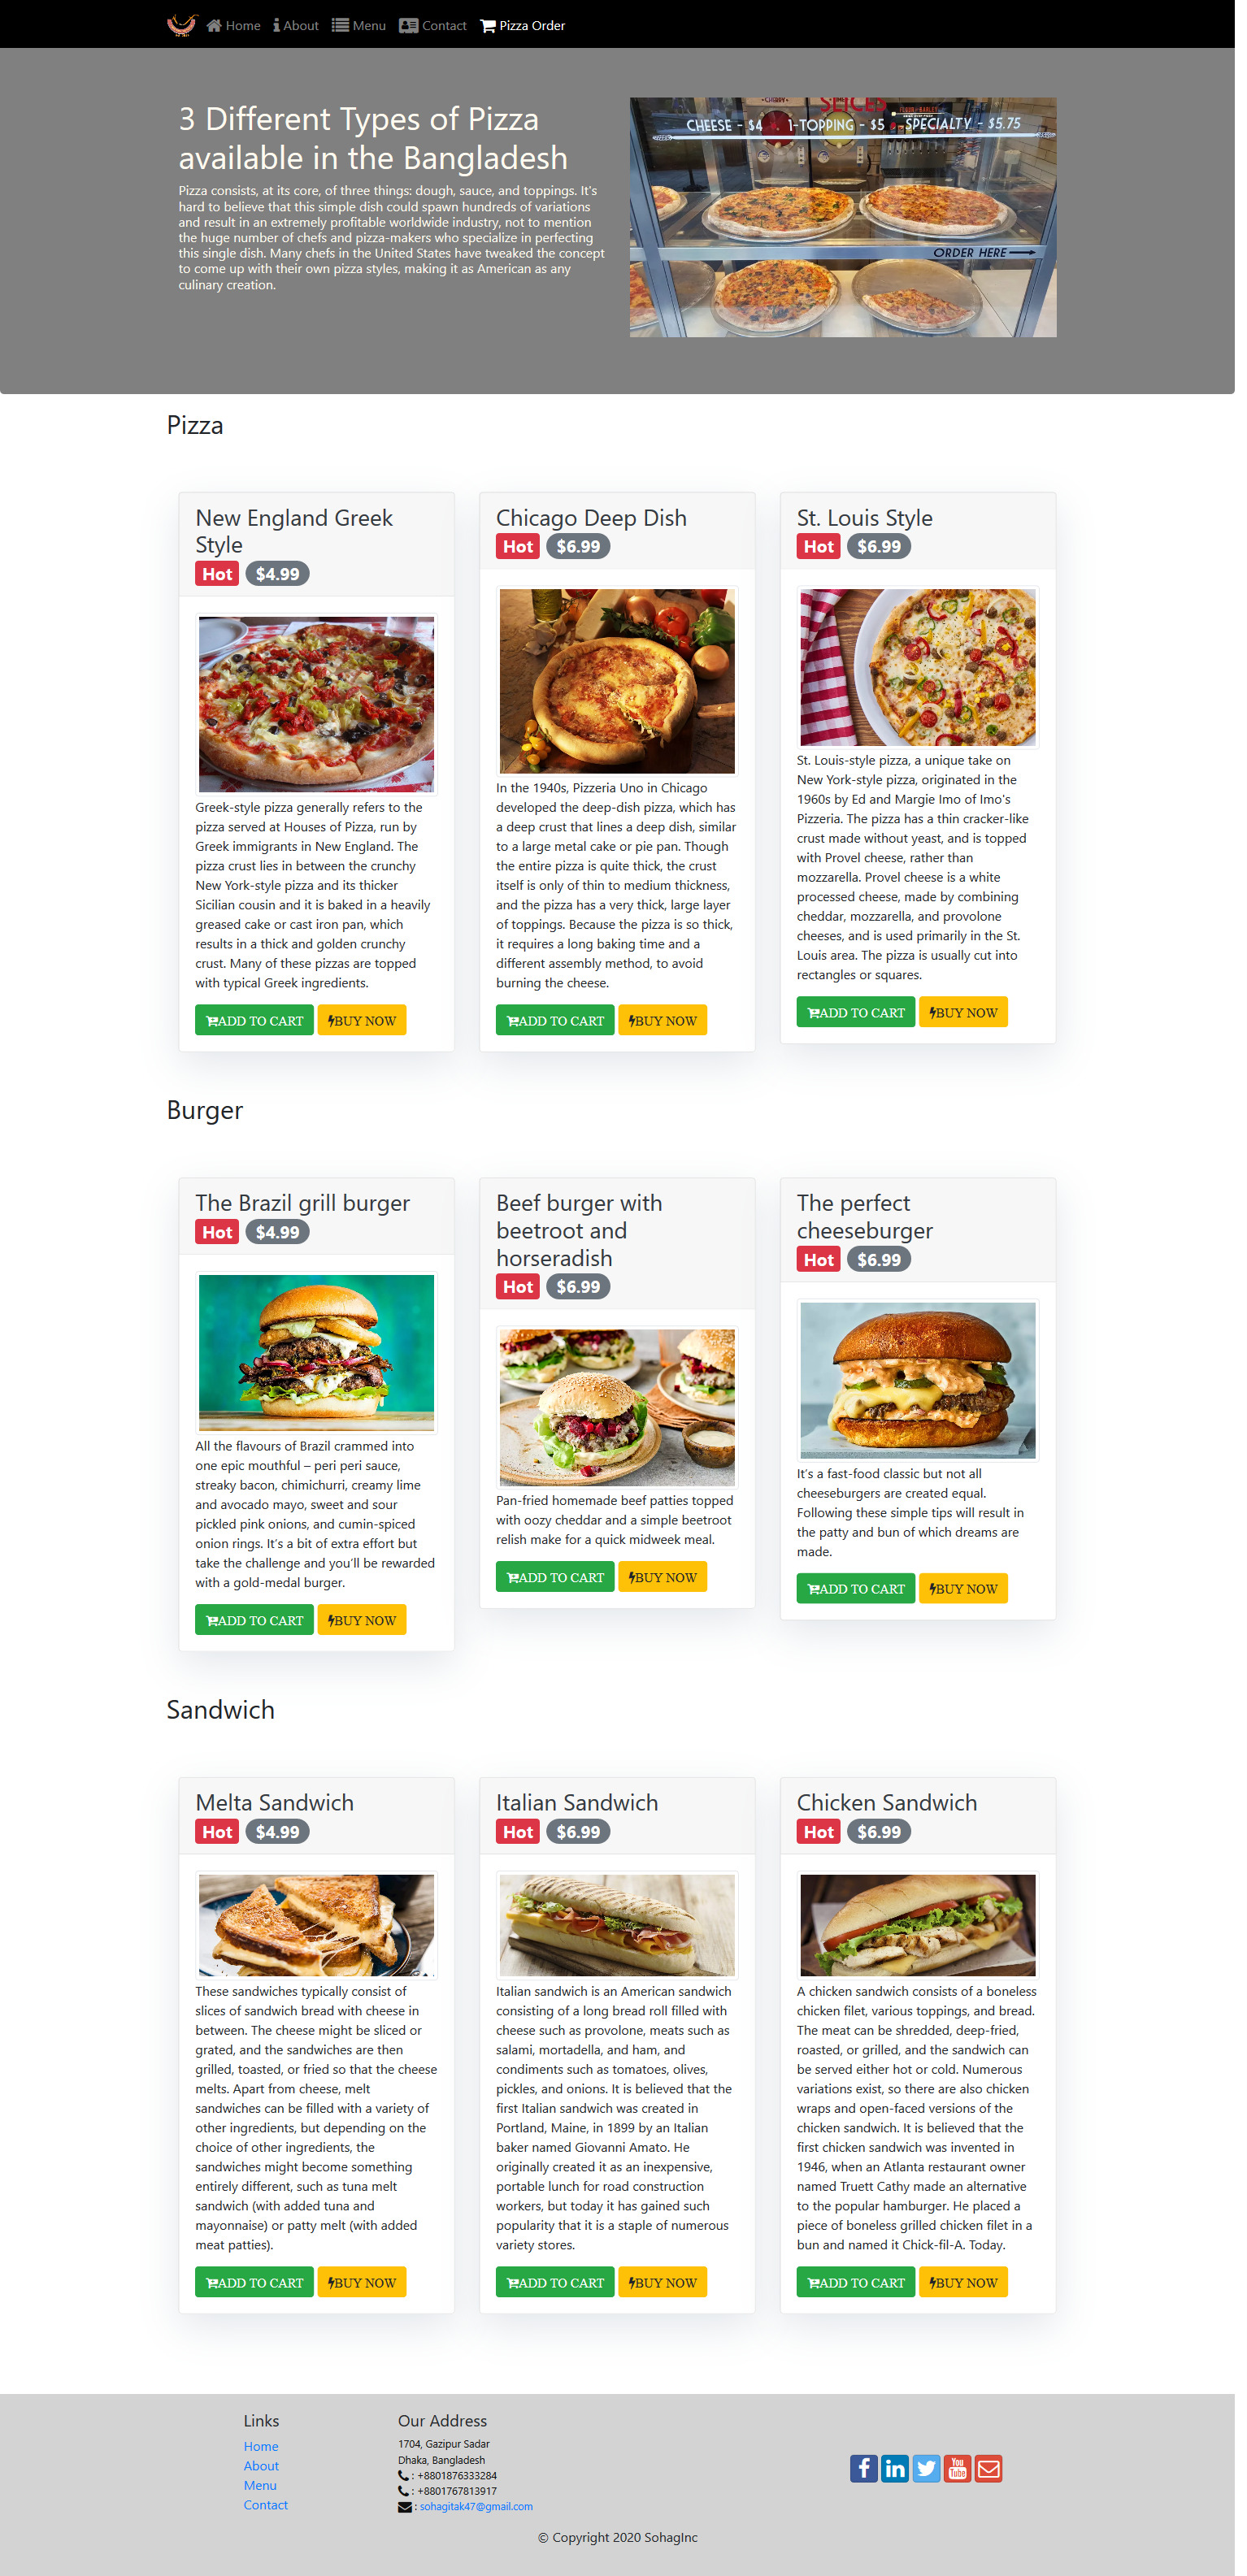 Home About Menu Contact Pizza Order
3 Different Types of Pizza
available in the Bangladesh
Pizza consists, at its core, of three things: dough, sauce, and toppings. It's
hard to believe that this simple dish could spawn hundreds of variations
and result in an extremely profitable worldwide industry, not to mention
the huge number of chefs and pizza-makers who specialize in perfecting
this single dish. Many chefs in the United States have tweaked the concept
to come up with their own pizza styles, making it as American as any
culinary creation.
SLICES
CHEESE - $4 1-TOPPING - $5 SPECIALTY - $5.75
ORDER HERE
Pizza
New England Greek
Style
Hot $4.99
Greek-style pizza generally refers to the
pizza served at Houses of Pizza, run by
Greek immigrants in New England. The
pizza crust lies in between the crunchy
New York-style pizza and its thicker
Sicilian cousin and it is baked in a heavily
greased cake or cast iron pan, which
results in a thick and golden crunchy
crust. Many of these pizzas are topped
with typical Greek ingredients.
ADD TO CART BUY NOW
Chicago Deep Dish
Hot $6.99
In the 1940s, Pizzeria Uno in Chicago
developed the deep-dish pizza, which has
a deep crust that lines a deep dish, similar
to a large metal cake or pie pan. Though
the entire pizza is quite thick, the crust
itself is only of thin to medium thickness,
and the pizza has a very thick, large layer
of toppings. Because the pizza is so thick,
it requires a long baking time and a
different assembly method, to avoid
burning the cheese.
ADD TO CART BUY NOW
St. Louis Style
Hot $6.99
St. Louis-style pizza, a unique take on
New York-style pizza, originated in the
1960s by Ed and Margie Imo of Imo's
Pizzeria. The pizza has a thin cracker-like
crust made without yeast, and is topped
with Provel cheese, rather than
mozzarella. Provel cheese is a white
processed cheese, made by combining
cheddar, mozzarella, and provolone
cheeses, and is used primarily in the St.
Louis area. The pizza is usually cut into
rectangles or squares.
ADD TO CART BUY NOW
Burger
The Brazil grill burger
Hot $4.99
All the flavours of Brazil crammed into
one epic mouthful – peri peri sauce,
streaky bacon, chimichurri, creamy lime
and avocado mayo, sweet and sour
pickled pink onions, and cumin-spiced
onion rings. It's a bit of extra effort but
take the challenge and you'll be rewarded
with a gold-medal burger.
ADD TO CART BUY NOW
Beef burger with
beetroot and
horseradish
Hot $6.99
Pan-fried homemade beef patties topped
with oozy cheddar and a simple beetroot
relish make for a quick midweek meal.
ADD TO CART BUY NOW
The perfect
cheeseburger
Hot $6.99
It's a fast-food classic but not all
cheeseburgers are created equal.
Following these simple tips will result in
the patty and bun of which dreams are
made.
ADD TO CART BUY NOW
Sandwich
Melta Sandwich
Hot $4.99
These sandwiches typically consist of
slices of sandwich bread with cheese in
between. The cheese might be sliced or
grated, and the sandwiches are then
grilled, toasted, or fried so that the cheese
melts. Apart from cheese, melt
sandwiches can be filled with a variety of
other ingredients, but depending on the
choice of other ingredients, the
sandwiches might become something
entirely different, such as tuna melt
sandwich (with added tuna and
mayonnaise) or patty melt (with added
meat patties).
ADD TO CART BUY NOW
Italian Sandwich
Hot $6.99
Italian sandwich is an American sandwich
consisting of a long bread roll filled with
cheese such as provolone, meats such as
salami, mortadella, and ham, and
condiments such as tomatoes, olives,
pickles, and onions. It is believed that the
first Italian sandwich was created in
Portland, Maine, in 1899 by an Italian
baker named Giovanni Amato. He
originally created it as an inexpensive,
portable lunch for road construction
workers, but today it has gained such
popularity that it is a staple of numerous
variety stores.
ADD TO CART BUY NOW
Chicken Sandwich
Hot $6.99
A chicken sandwich consists of a boneless
chicken filet, various toppings, and bread.
The meat can be shredded, deep-fried,
roasted, or grilled, and the sandwich can
be served either hot or cold. Numerous
variations exist, so there are also chicken
wraps and open-faced versions of the
chicken sandwich. It is believed that the
first chicken sandwich was invented in
1946, when an Atlanta restaurant owner
named Truett Cathy made an alternative
to the popular hamburger. He placed a
piece of boneless grilled chicken filet in a
bun and named it Chick-fil-A. Today.
ADD TO CART BUY NOW
Links
Home
About
Menu
Contact
Our Address
1704, Gazipur Sadar
Dhaka, Bangladesh
: +8801876333284
: +8801767813917
: sohagitak47@gmail.com
You
Tube
© Copyright 2020 SohagInc